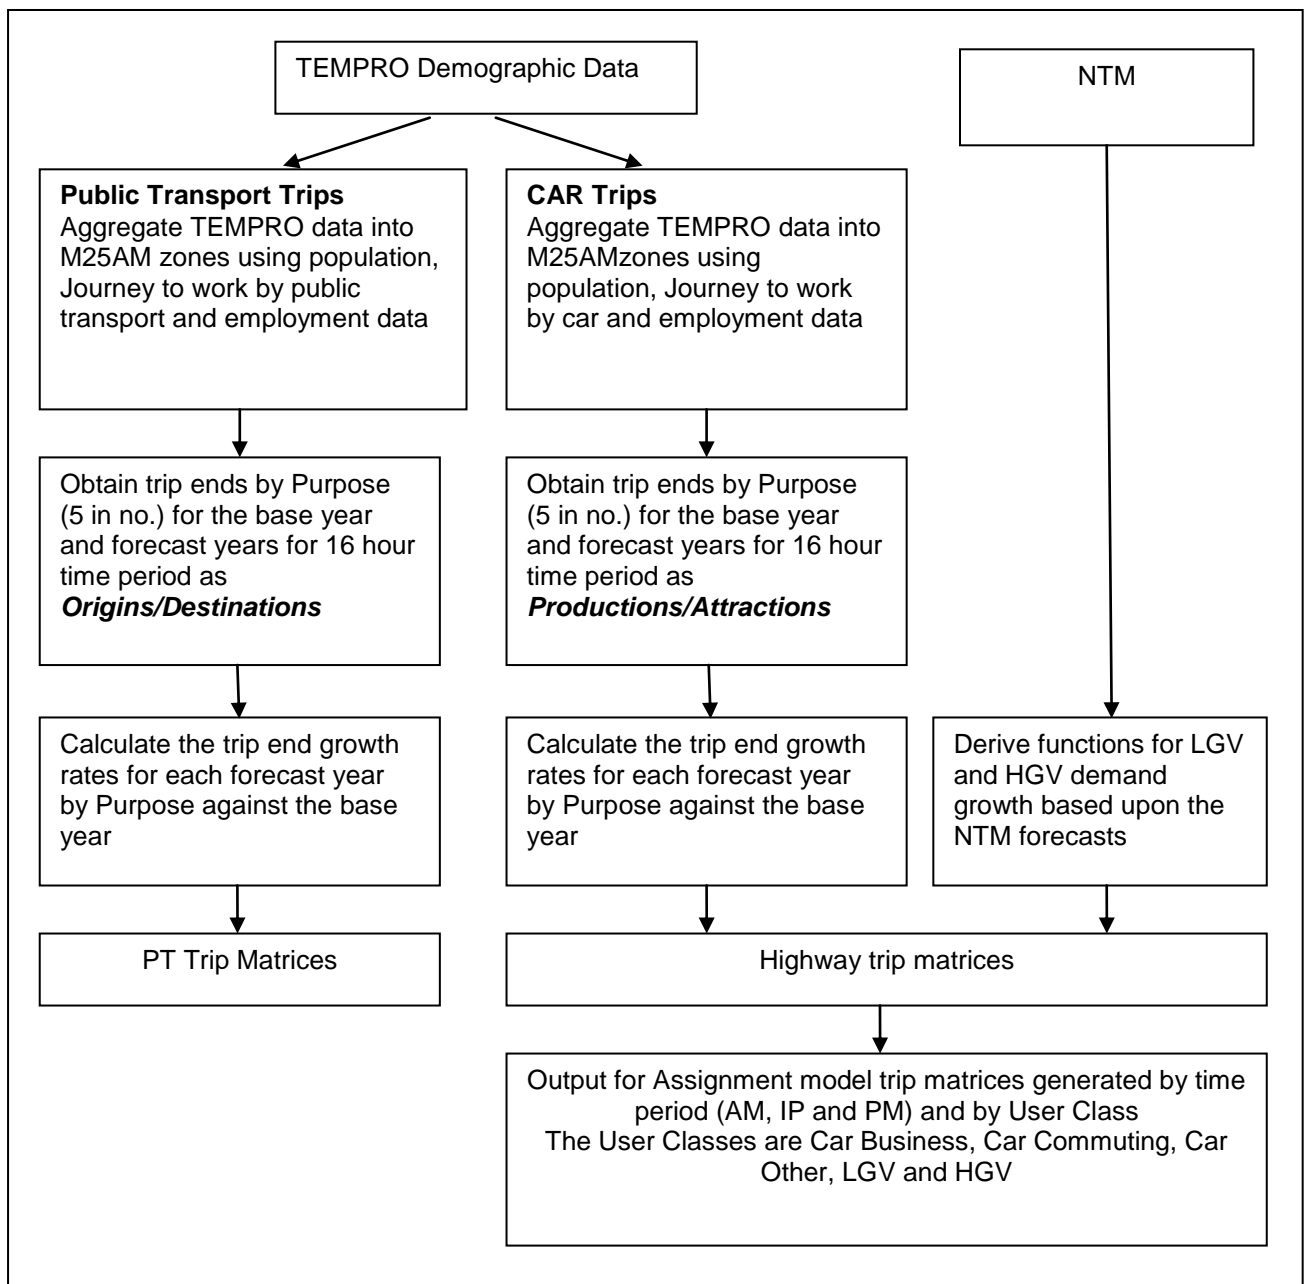 TEMPRO Demographic Data
NTM
Public Transport Trips
Aggregate TEMPRO data into
M25AM zones using population,
Journey to work by public
transport and employment data
CAR Trips
Aggregate TEMPRO data into
M25AMzones using
population, Journey to work
by car and employment data
Obtain trip ends by Purpose
(5 in no.) for the base year
and forecast years for 16 hour
time period as
Origins/Destinations
Obtain trip ends by Purpose
(5 in no.) for the base year
and forecast years for 16 hour
time period as
Productions/Attractions
Calculate the trip end growth
rates for each forecast year
by Purpose against the base
year
Calculate the trip end growth
rates for each forecast year
by Purpose against the base
year
Derive functions for LGV
and HGV demand
growth based upon the
NTM forecasts
PT Trip Matrices
Highway trip matrices
Output for Assignment model trip matrices generated by time
period (AM, IP and PM) and by User Class
The User Classes are Car Business, Car Commuting, Car
Other, LGV and HGV